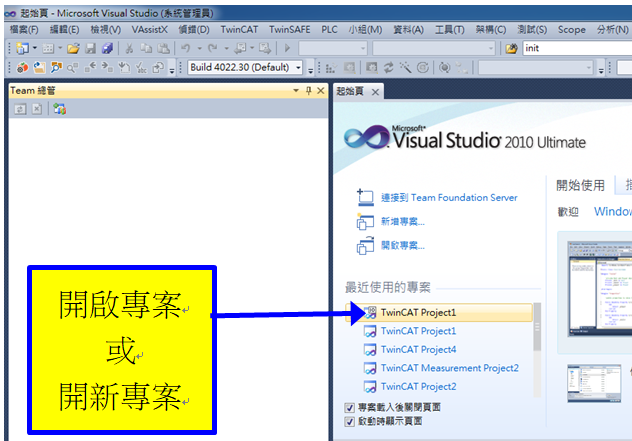 起始頁 - Microsoft Visual Studio (系統管理員)
檔案(F) 編輯(E) 檢視(V) VAssistX 偵錯(D) TwinCAT TwinSAFE PLC 小組(M) 資料(A) 工具(T) 架構(C) 測試(S) Scope 分析(N)
init
Build 4022.30 (Default)
Team 總管
起始頁
Microsoft
Visual Studio 2010 Ultimate
連接到 Team Foundation Server
新增專案...
開啟專案...
開始使用
歡迎 Window
最近使用的專案
TwinCAT Project1
TwinCAT Project1
TwinCAT Project4
TwinCAT Measurement Project2
TwinCAT Project2
專案載入後關閉頁面
啟動時顯示頁面
開啟專案
或
開新專案